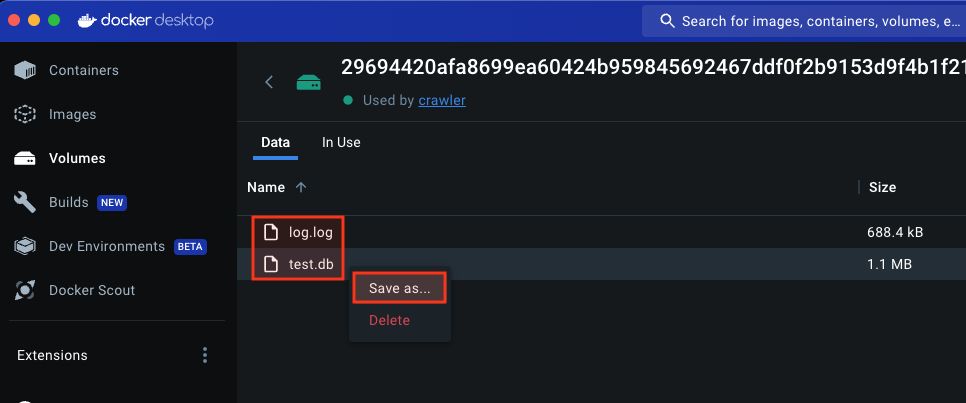 docker desktop
Search for images, containers, volumes, e...
Containers
Images
Volumes
Builds NEW
Dev Environments BETA
Docker Scout
Extensions
29694420afa8699ea60424b959845692467ddf0f2b9153d9f4b1f21
Used by crawler
Data In Use
Name Size
log.log 688.4 kB
test.db 1.1 MB
Save as...
Delete